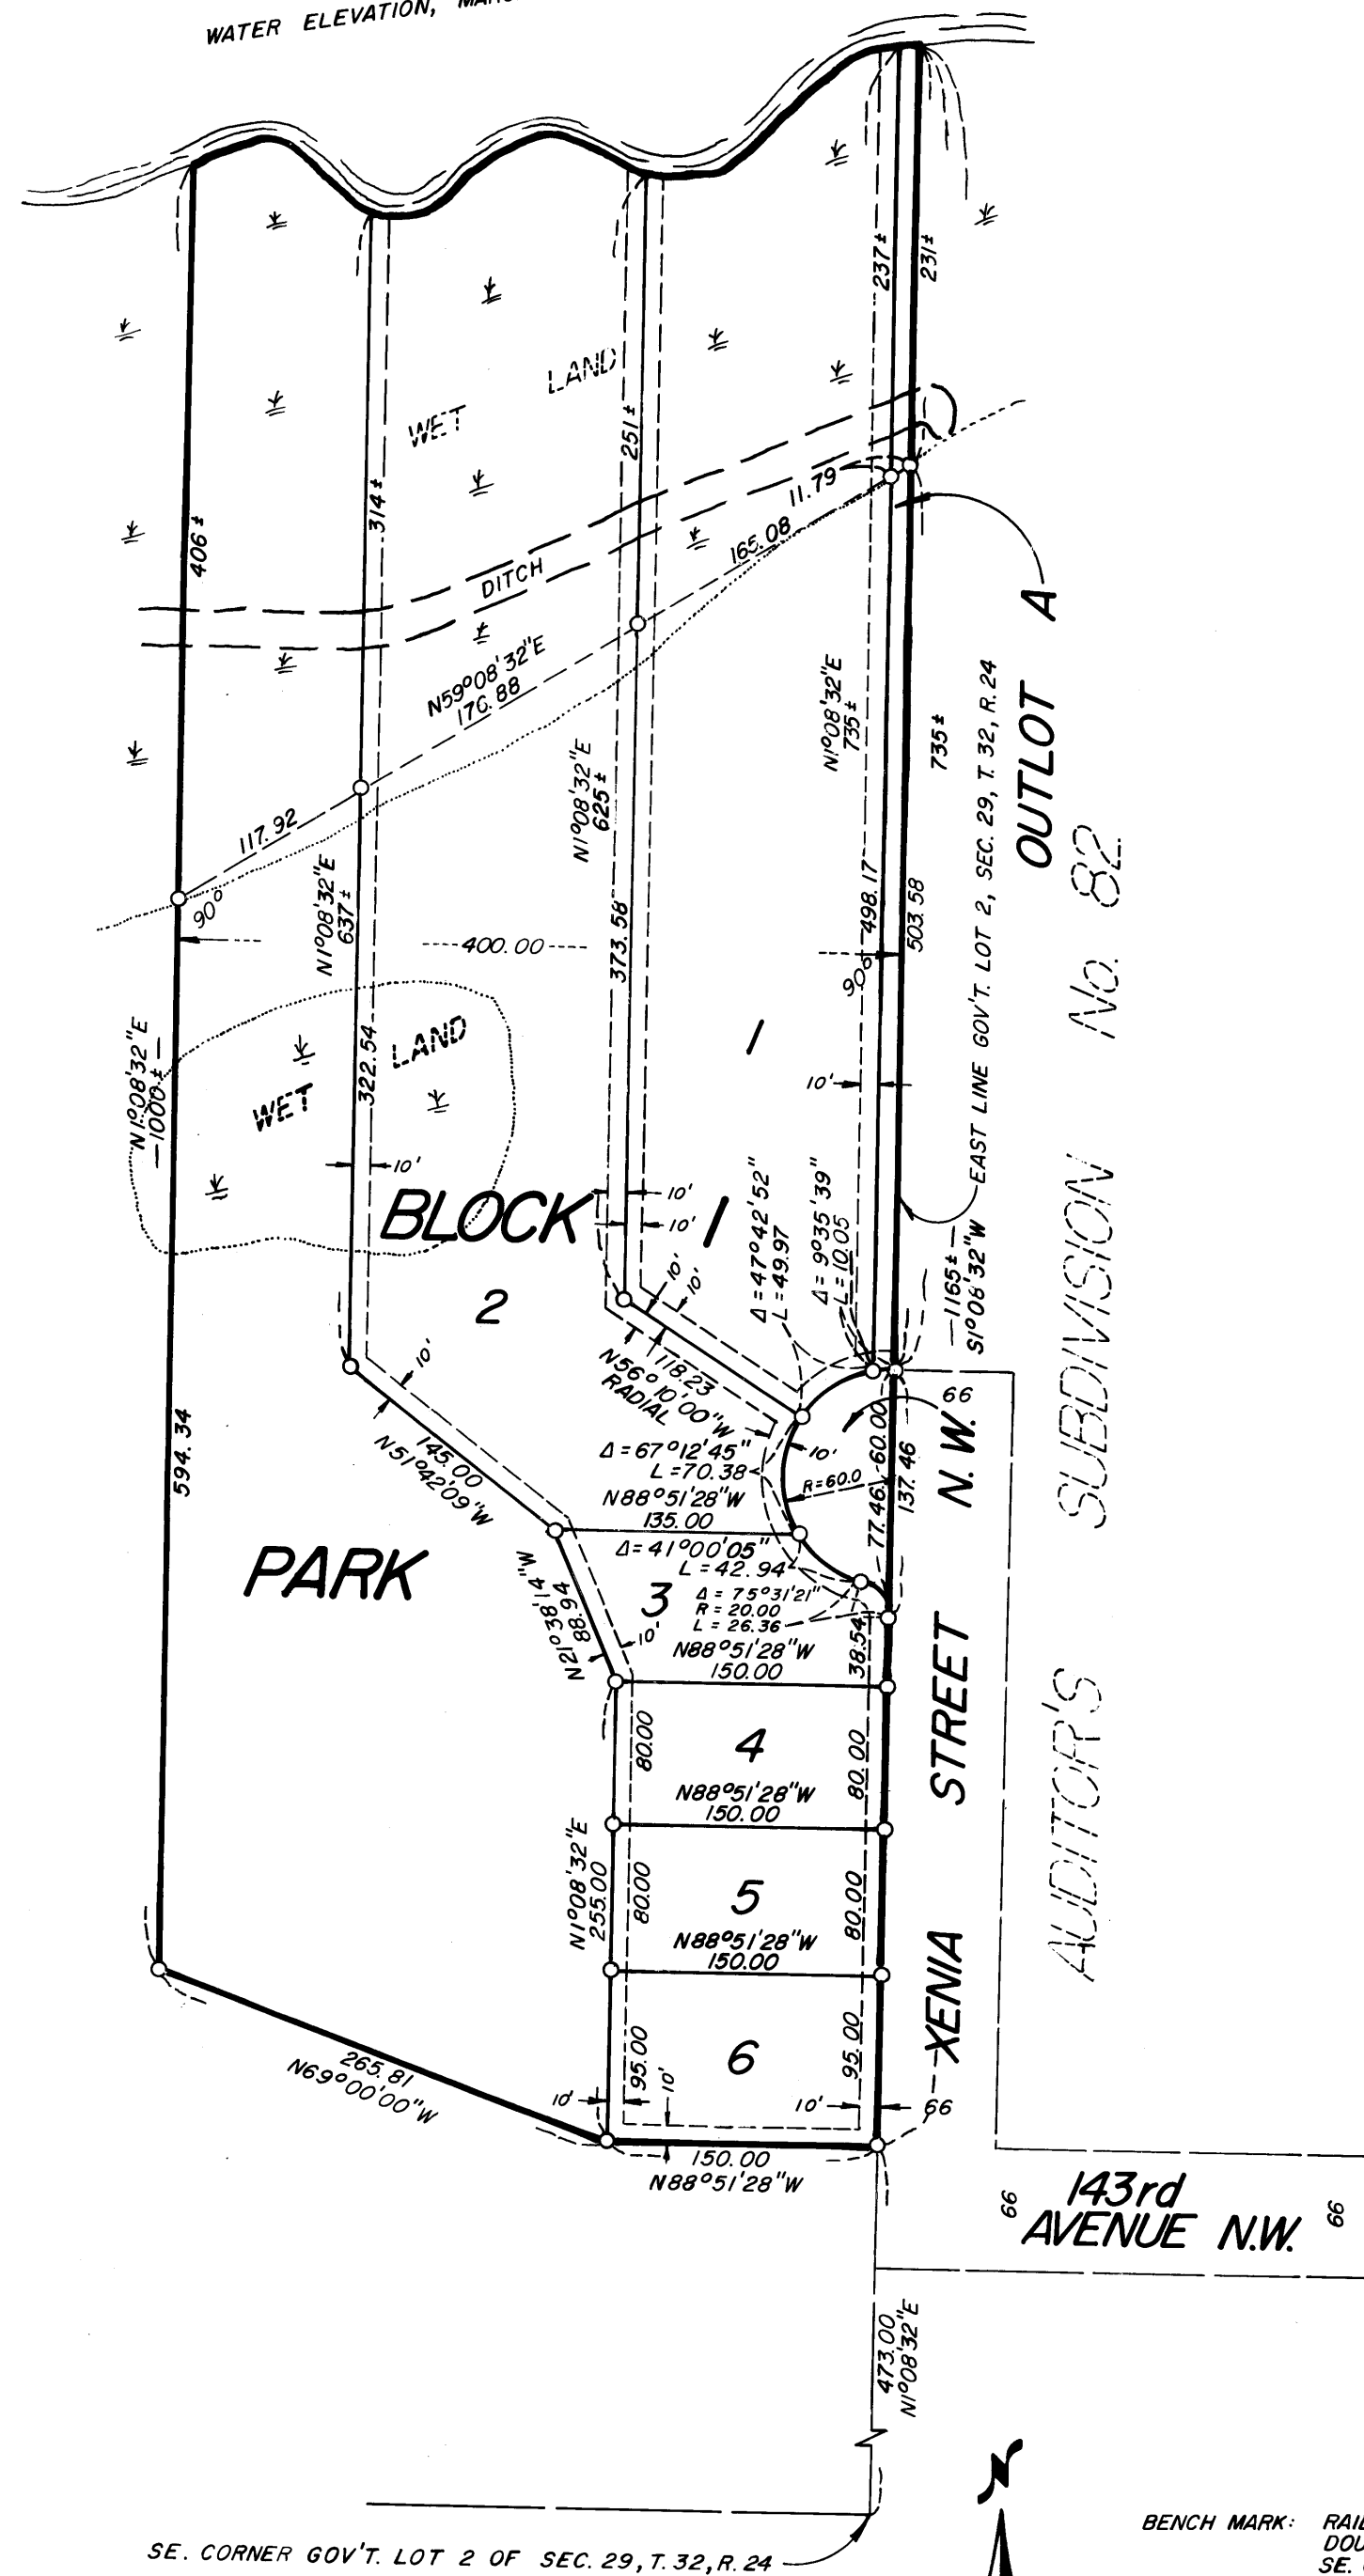 WATER ELEVATION,
237±
231±
WET LAND
251±
314±
406±
11.79
165.08
DITCH
N59°08'32"E
170.88
117.92
90°
N1°08'32"E
637±
N1°08'32"E
625±
N1°08'32"E
735±
735±
OUTLOT A
EAST LINE GOV'T. LOT 2, SEC. 29, T. 32, R. 24
400.00
373.58
498.17
503.58
90°
N1°08'32"E
1000±
322.54
WET LAND
1
10'
10'
10'
10'
BLOCK 1
2
10'
10'
10'
Δ=47°42'52"
L=49.97
Δ=9°35'39"
L=10.05
1165±
S1°08'32"W
AUDITOR'S SUBDIVISION No. 82
N56°10'00"W
118.23
RADIAL
145.00
N51°42'09"W
594.34
Δ=67°12'45"
L=70.38
10'
R=60.0
60.00
77.46
137.46
66
N88°51'28"W
135.00
Δ=41°00'05"
L=42.94
PARK
3
Δ= 75°31'21"
R= 20.00
L= 26.36
N21°38'14"W
88.94
10'
N88°51'28"W
150.00
38.54
80.00
4
80.00
N88°51'28"W
150.00
N1°08'32"E
255.00
80.00
5
80.00
N88°51'28"W
150.00
XENIA STREET N.W.
95.00
6
95.00
10'
10'
10'
66
265.81
N69°00'00"W
150.00
N88°51'28"W
66
143rd
AVENUE N.W.
66
473.00
N1°08'32"E
N
BENCH MARK:
SE. CORNER GOV'T. LOT 2 OF SEC. 29, T. 32, R. 24